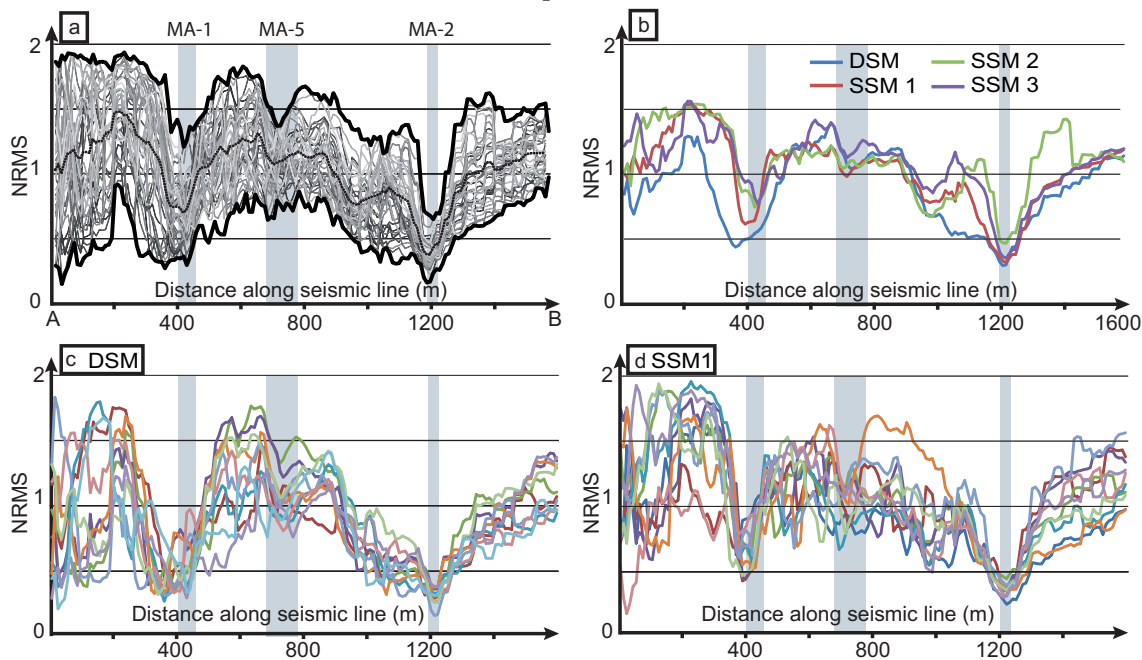 a
MA-1 MA-5 MA-2
2
1
0
NRMS
Distance along seismic line (m)
A 400 800 1200 B
b
DSM SSM 2
SSM 1 SSM 3
2
1
0
NRMS
Distance along seismic line (m)
400 800 1200 1600
c DSM
2
1
0
NRMS
Distance along seismic line (m)
400 800 1200
d SSM1
2
1
0
NRMS
Distance along seismic line (m)
400 800 1200